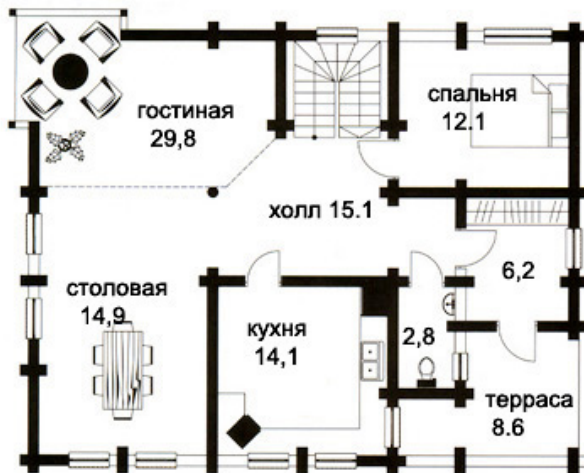 гостиная
29,8
спальня
12.1
холл 15.1
6,2
столовая
14,9
кухня
14,1
2,8
терраса
8.6